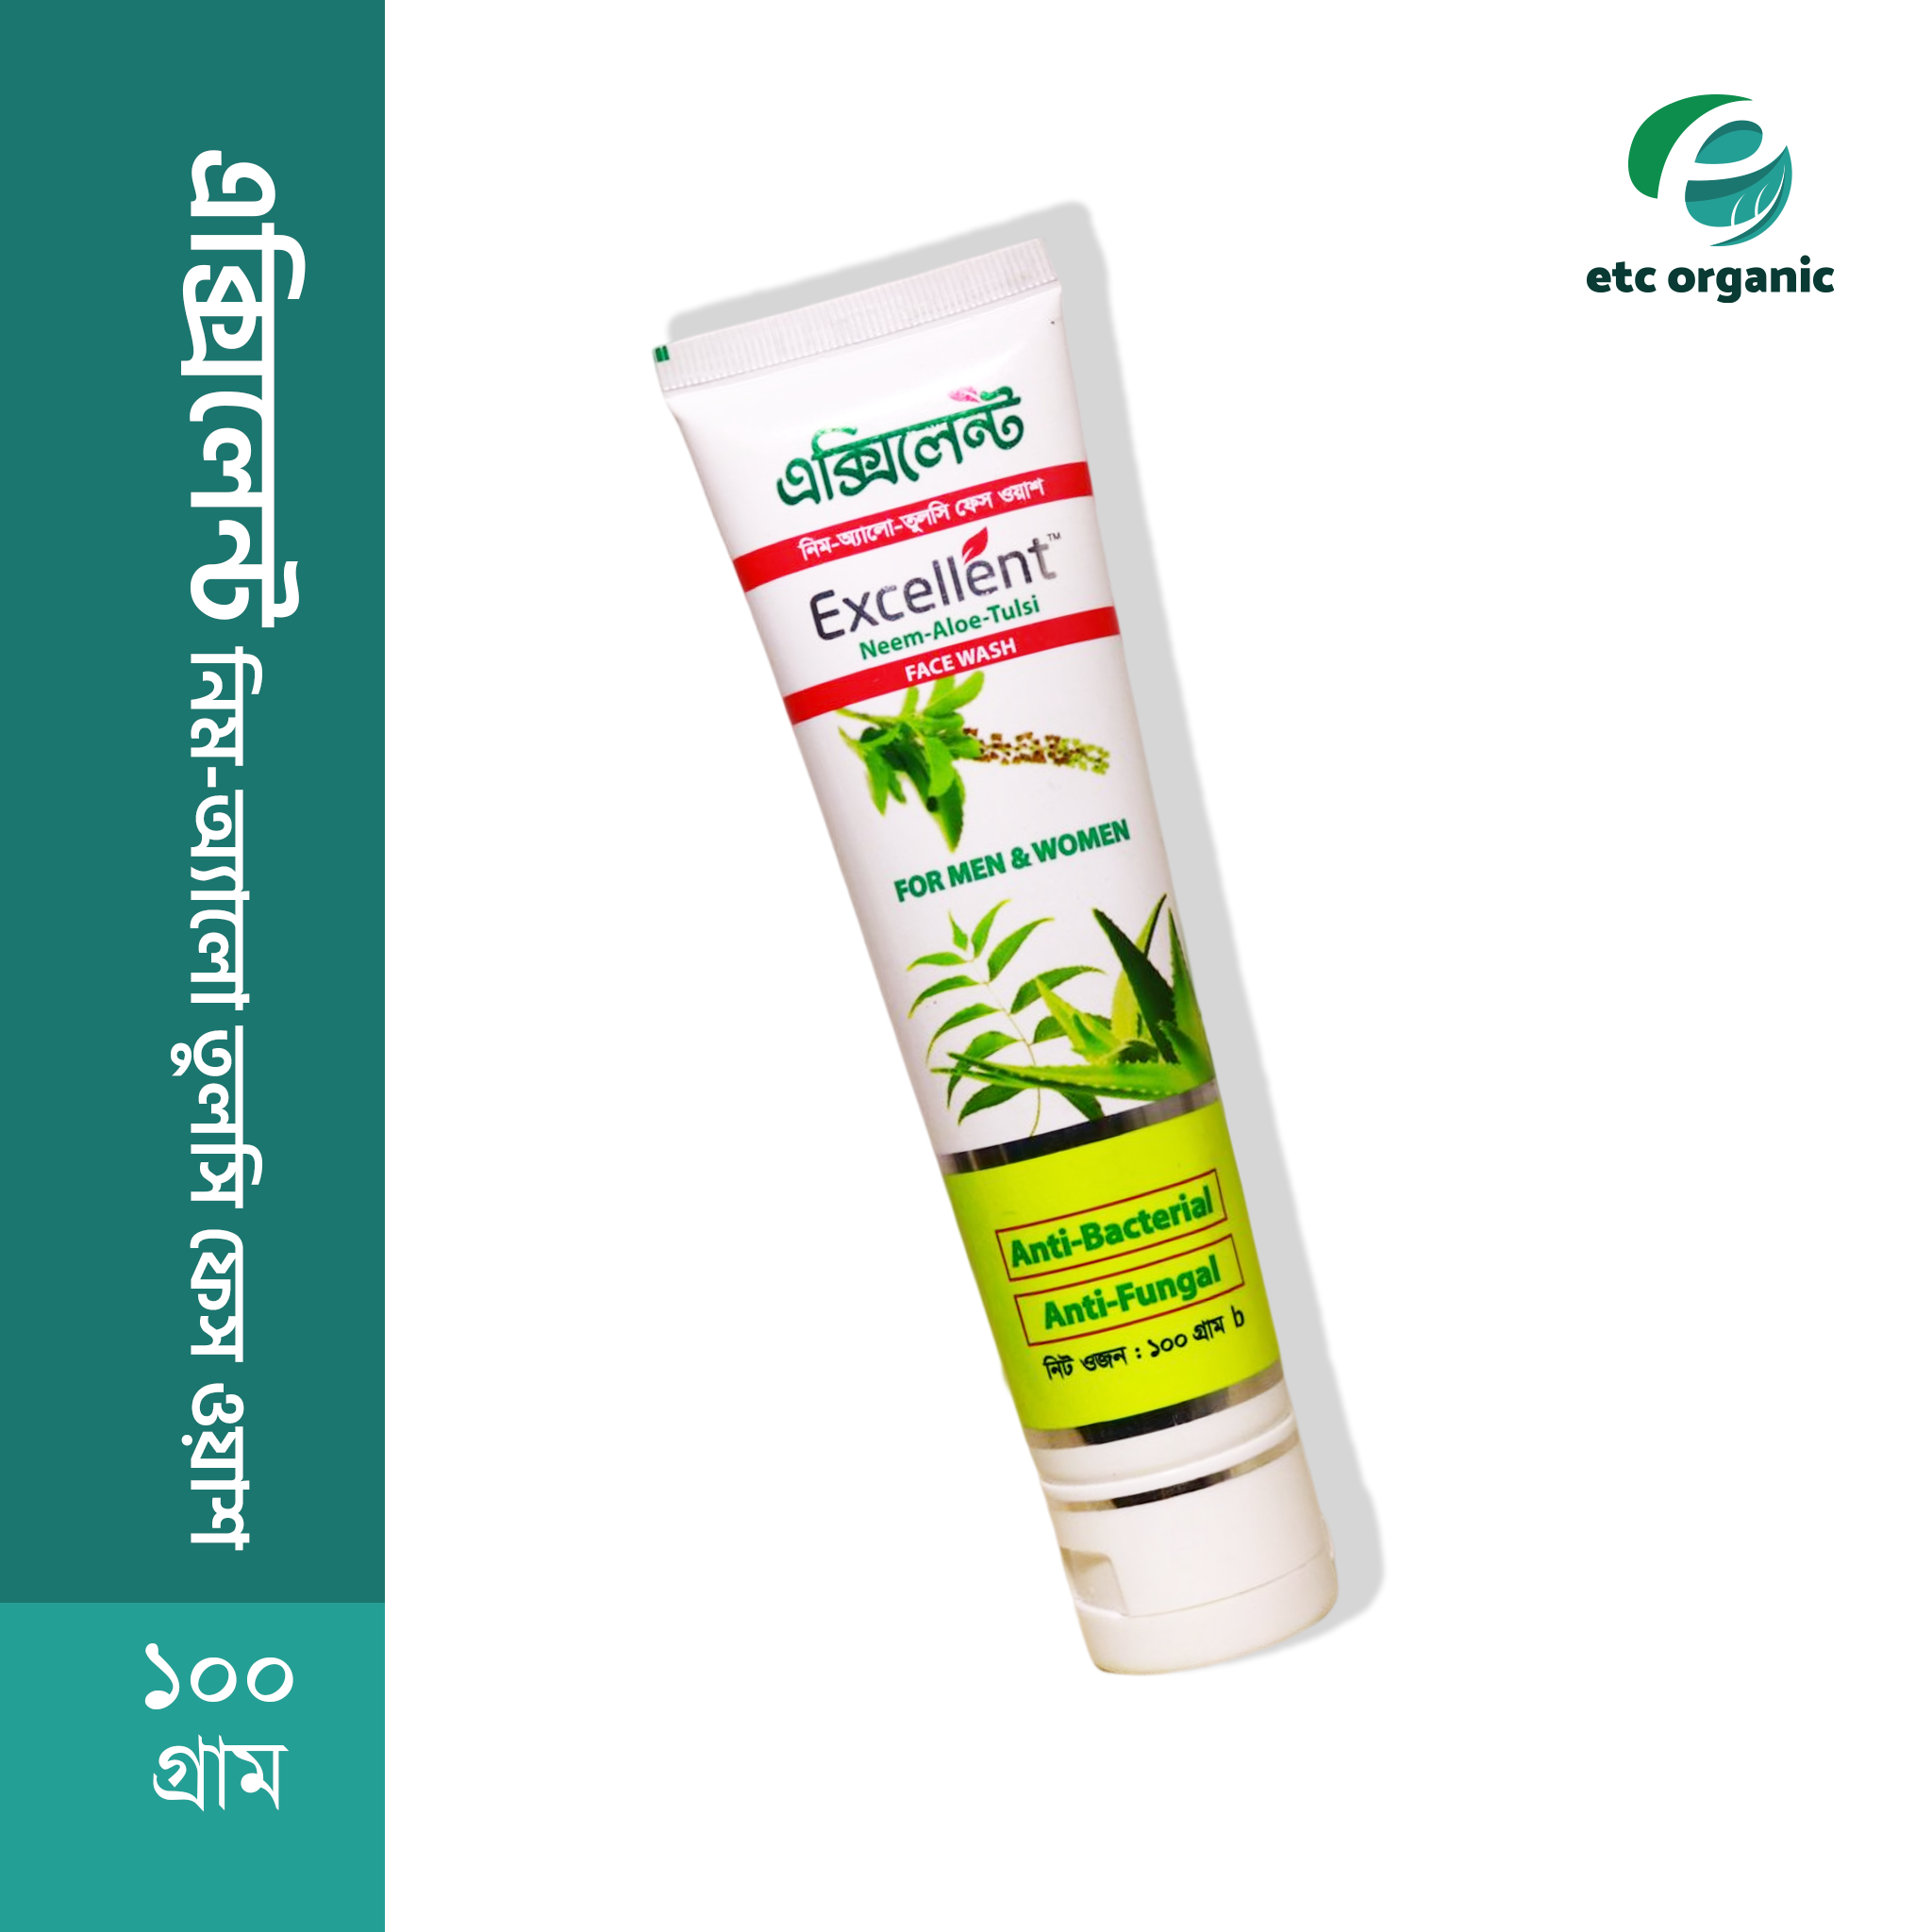 এক্সিলেন্ট নিম-অ্যালো তুলসি ফেস ওয়াশ
১০০
গ্রাম
etc organic
এক্সিলেন্ট
নিম-অ্যালো-তুলসি ফেস ওয়াশ
Excellent™
Neem-Aloe-Tulsi
FACE WASH
FOR MEN & WOMEN
Anti-Bacterial
Anti-Fungal
নিট ওজন : ১০০ গ্রাম b